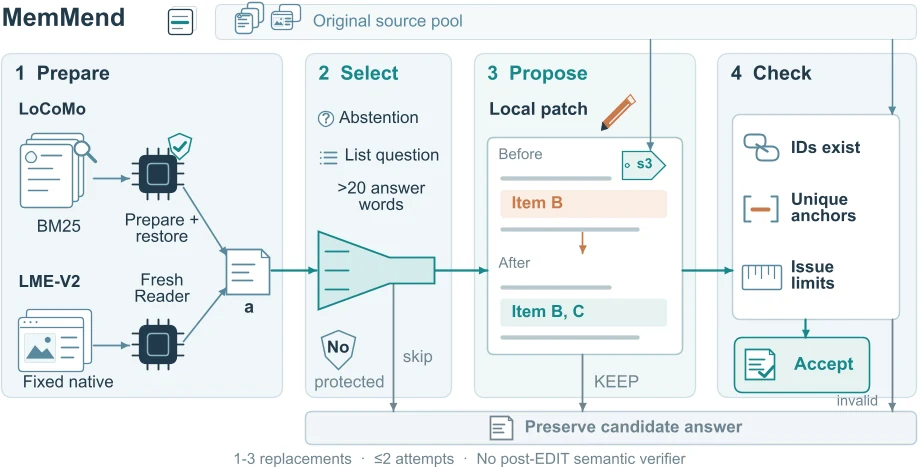 MemMend
Original source pool
1 Prepare
LoCoMo
BM25
Prepare +
restore
LME-V2
Fresh
Reader
Fixed native
a
2 Select
? Abstention
List question
>20 answer
words
No
protected
skip
3 Propose
Local patch
Before
s3
Item B
After
Item B, C
KEEP
4 Check
IDs exist
Unique
anchors
Issue
limits
Accept
invalid
Preserve candidate answer
1-3 replacements · ≤2 attempts · No post-EDIT semantic verifier